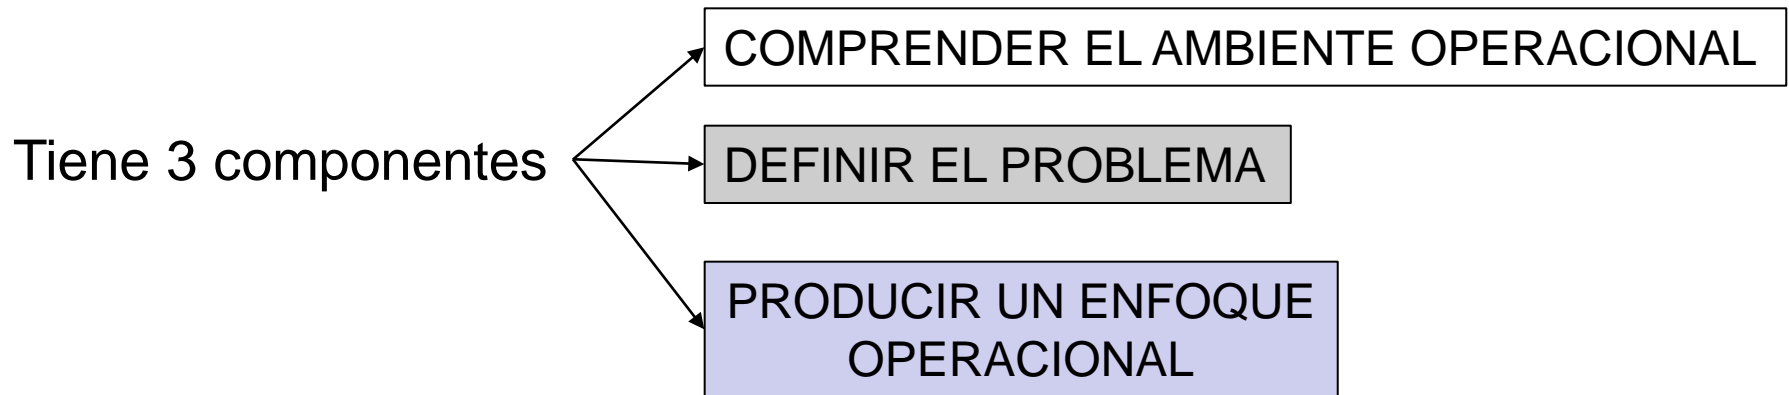 COMPRENDER EL AMBIENTE OPERACIONAL
Tiene 3 componentes
DEFINIR EL PROBLEMA
PRODUCIR UN ENFOQUE
OPERACIONAL